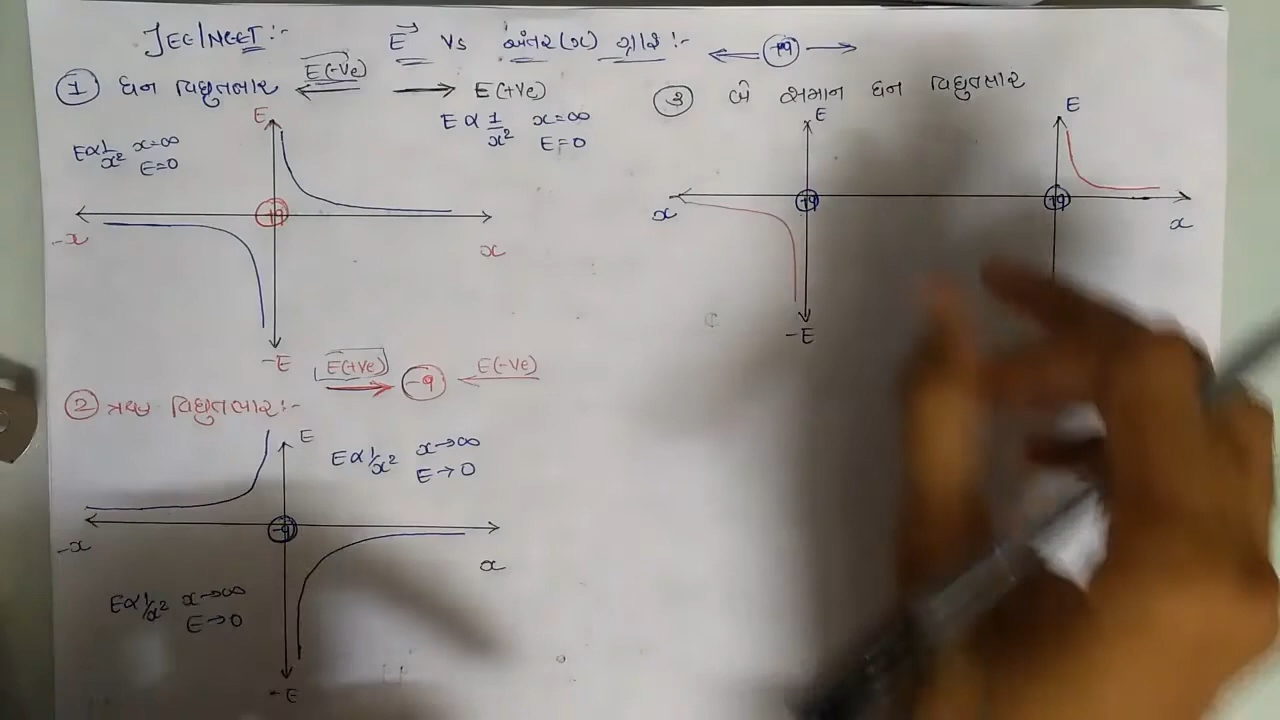 JEE/NEET:-
E⃗ Vs અંતર(x) ગ્રાફ :- +q
① ધન વિદ્યુતભાર E(-ve) E(+ve)
E∝1/x² x=∞
E=0
E
E∝1/x² x=∞
E=0
+q
-x
x
-E
② ઋણ વિદ્યુતભાર:-
E(+ve) -q E(-ve)
E
E∝1/x² x→∞
E→0
-q
-x
x
E∝1/x² x→∞
E→0
-E
③ બે સમાન ધન વિદ્યુતભાર
E
E
+q
+q
x
x
-E